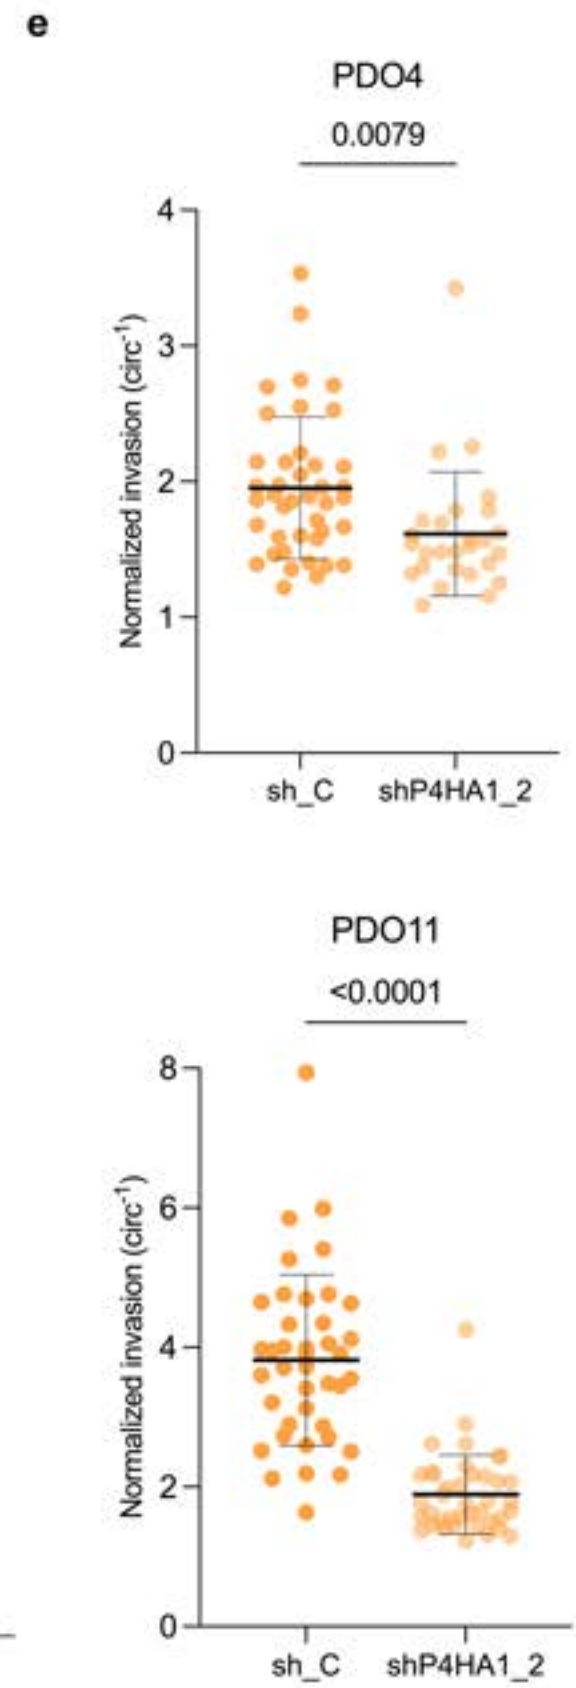 e
PDO4
0.0079
4
3
2
1
0
Normalized invasion (circ⁻¹)
sh_C shP4HA1_2
PDO11
<0.0001
8
6
4
2
0
Normalized invasion (circ⁻¹)
sh_C shP4HA1_2